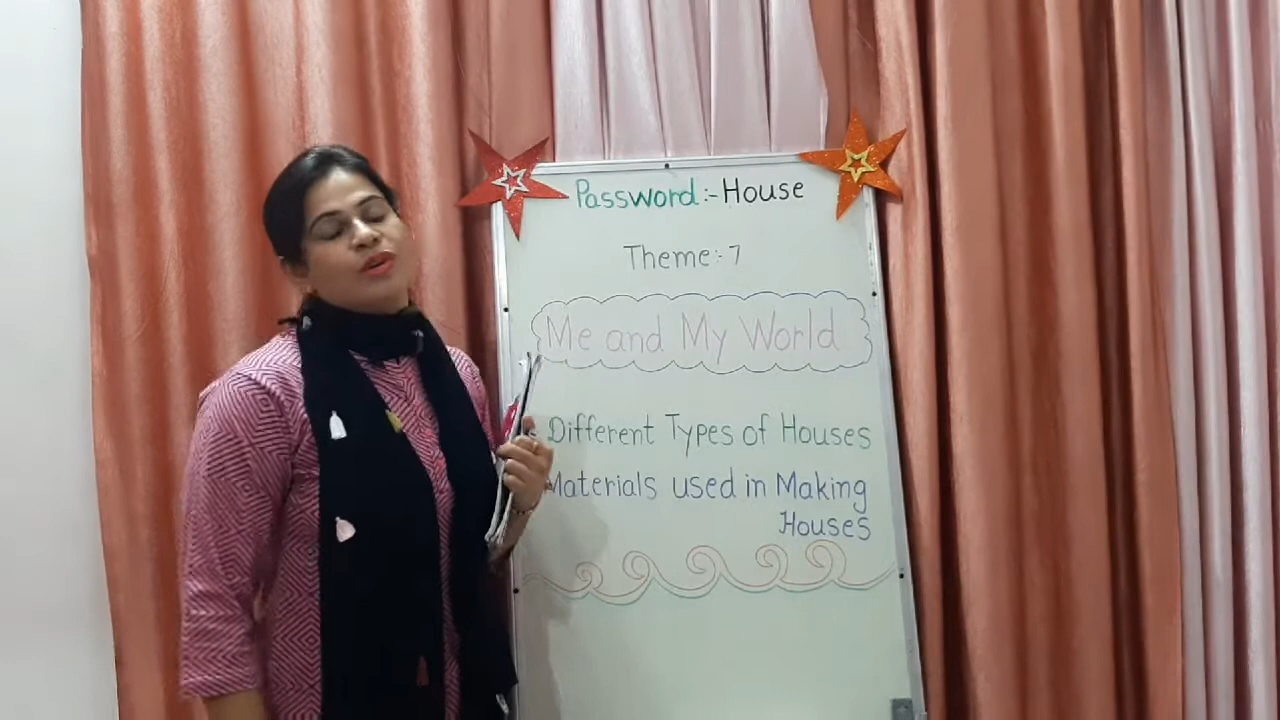 Password:-House
Theme:-7
Me and My World
Different Types of Houses
Materials used in Making
Houses